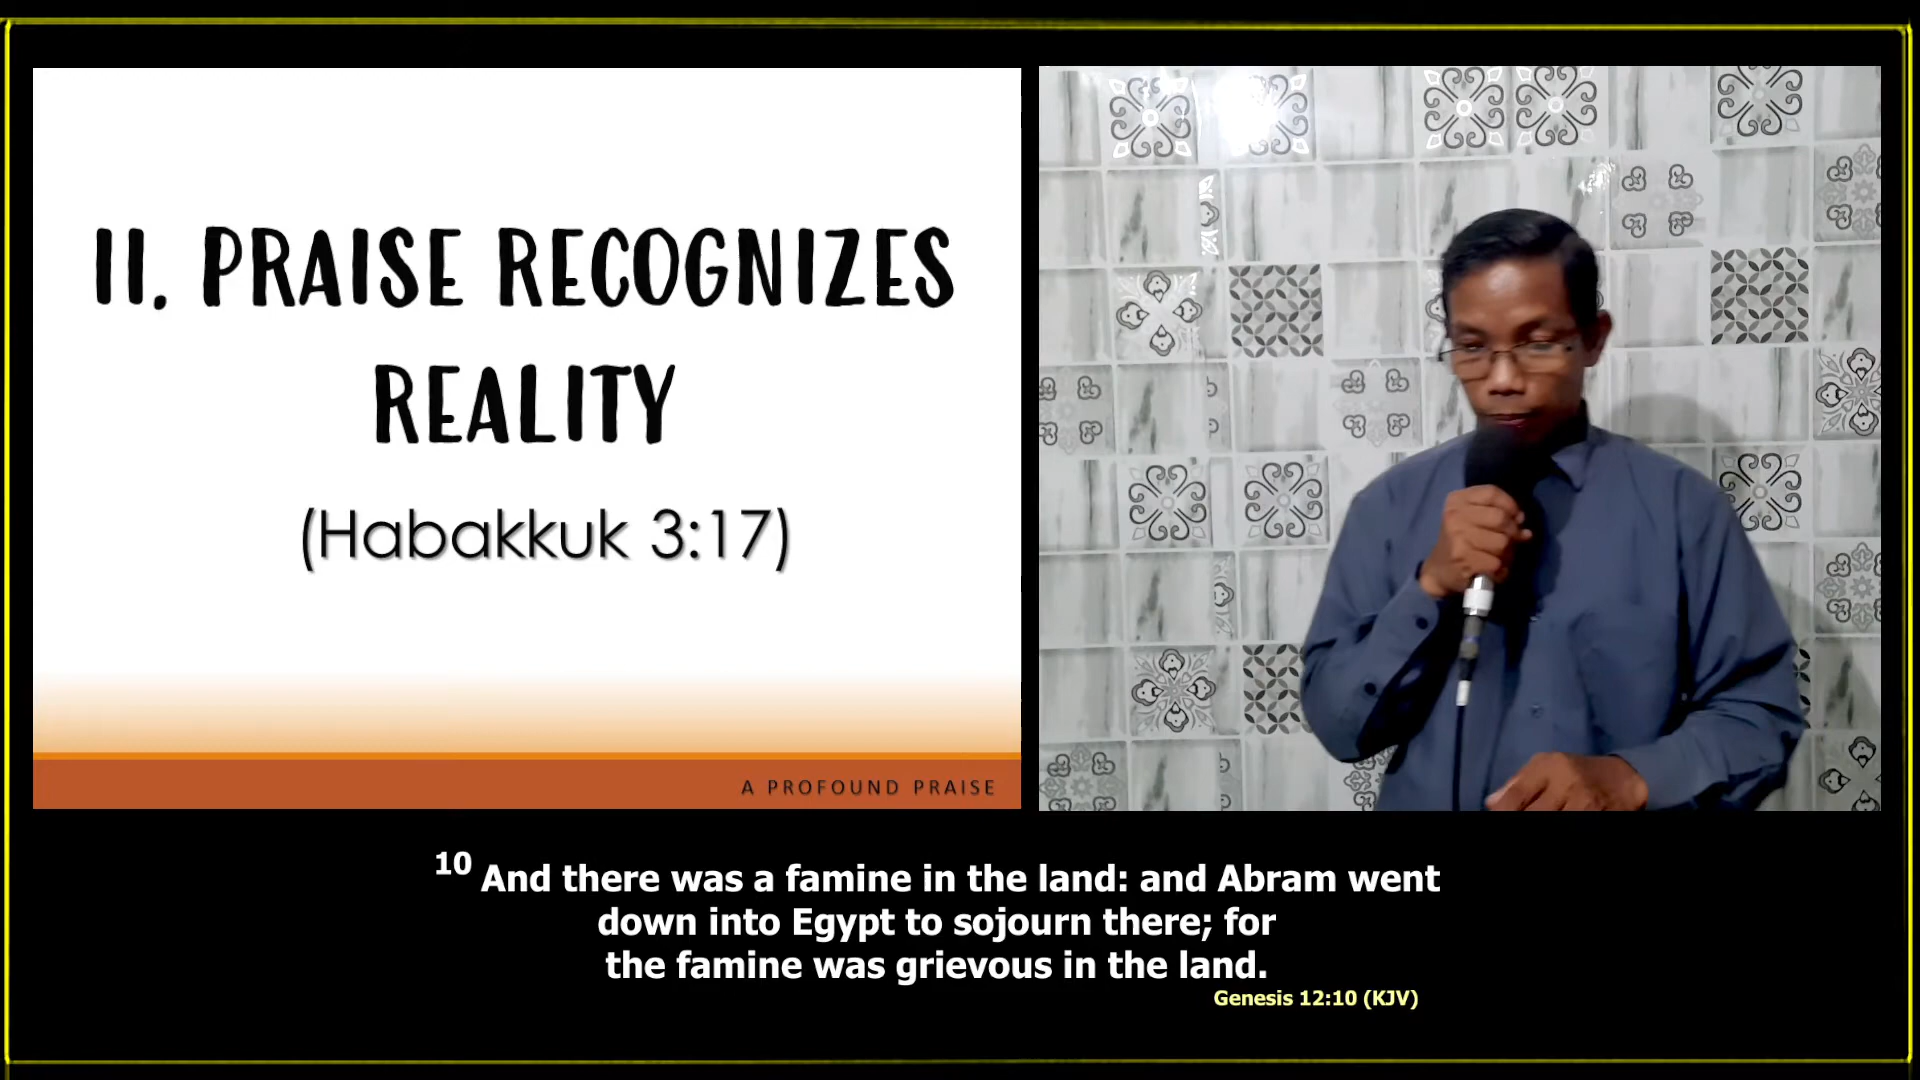 II. PRAISE RECOGNIZES
REALITY
(Habakkuk 3:17)
A PROFOUND PRAISE
10 And there was a famine in the land: and Abram went
down into Egypt to sojourn there; for
the famine was grievous in the land.
Genesis 12:10 (KJV)